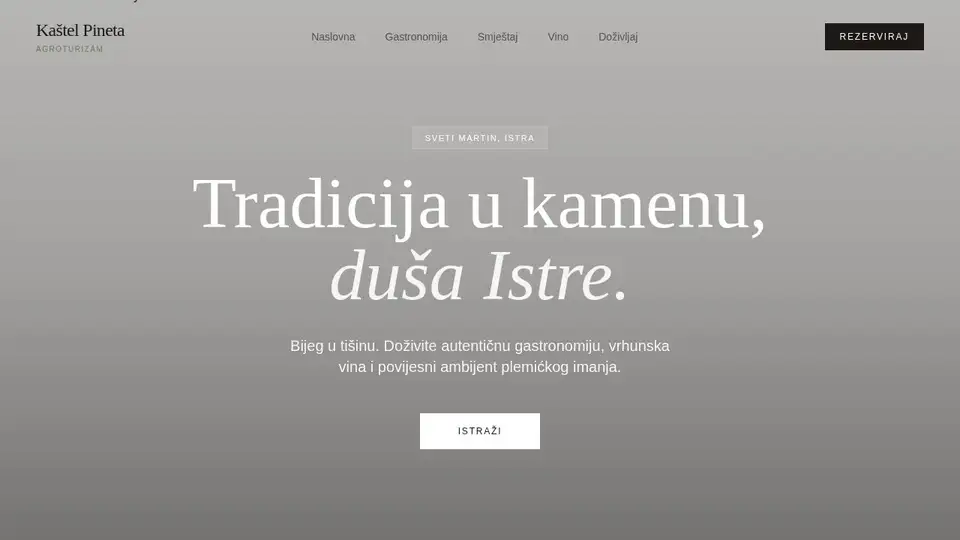 Kaštel Pineta
AGROTURIZAM
Naslovna
Gastronomija
Smještaj
Vino
Doživljaj
REZERVIRAJ
SVETI MARTIN, ISTRA
Tradicija u kamenu,
duša Istre.
Bijeg u tišinu. Doživite autentičnu gastronomiju, vrhunska
vina i povijesni ambijent plemićkog imanja.
ISTRAŽI